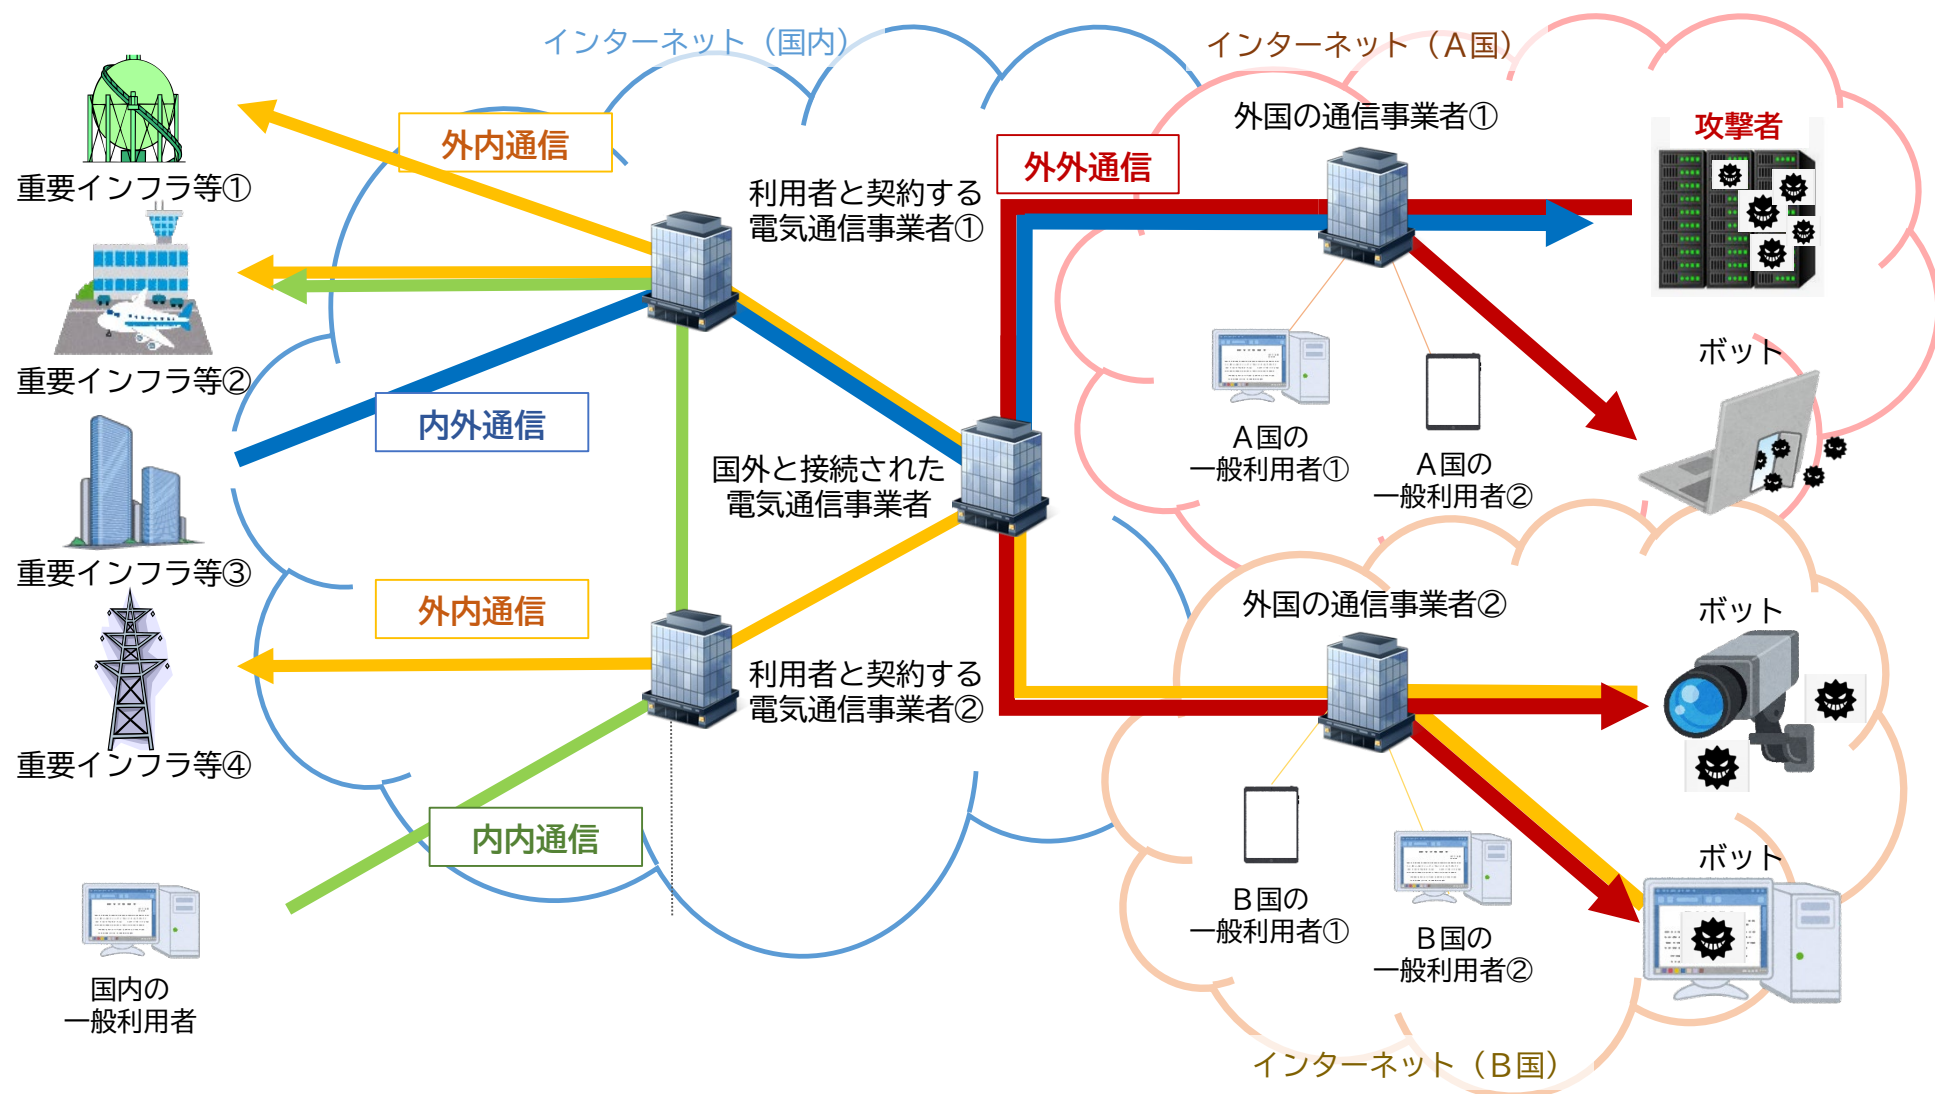 インターネット（国内）
インターネット（Ａ国）
外国の通信事業者①
攻撃者
外内通信
外外通信
重要インフラ等①
利用者と契約する
電気通信事業者①
ボット
重要インフラ等②
内外通信
Ａ国の
一般利用者①
Ａ国の
一般利用者②
国外と接続された
電気通信事業者
重要インフラ等③
外内通信
外国の通信事業者②
ボット
利用者と契約する
電気通信事業者②
重要インフラ等④
内内通信
ボット
Ｂ国の
一般利用者①
Ｂ国の
一般利用者②
国内の
一般利用者
インターネット（Ｂ国）